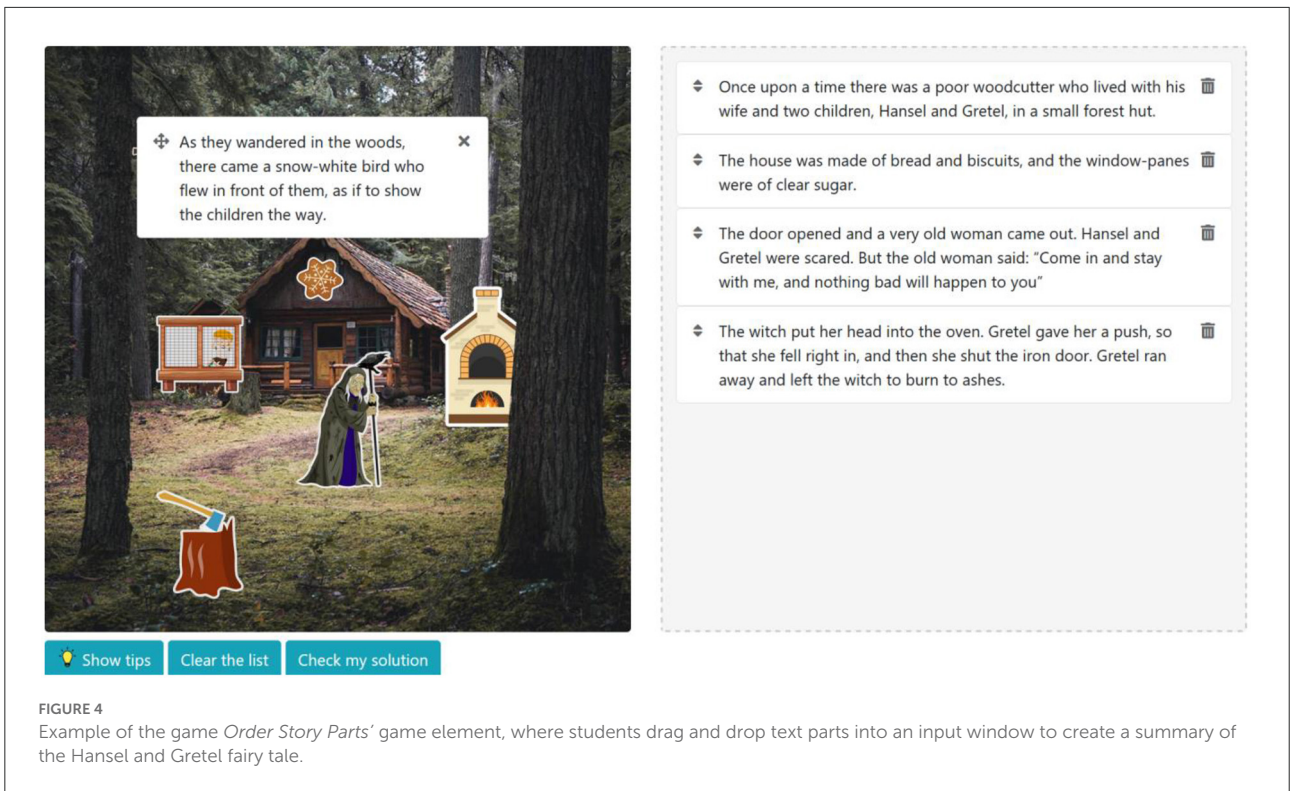 As they wandered in the woods,
there came a snow-white bird who
flew in front of them, as if to show
the children the way.
Once upon a time there was a poor woodcutter who lived with his
wife and two children, Hansel and Gretel, in a small forest hut.
The house was made of bread and biscuits, and the window-panes
were of clear sugar.
The door opened and a very old woman came out. Hansel and
Gretel were scared. But the old woman said: “Come in and stay
with me, and nothing bad will happen to you”
The witch put her head into the oven. Gretel gave her a push, so
that she fell right in, and then she shut the iron door. Gretel ran
away and left the witch to burn to ashes.
Show tips
Clear the list
Check my solution
FIGURE 4
Example of the game Order Story Parts’ game element, where students drag and drop text parts into an input window to create a summary of
the Hansel and Gretel fairy tale.